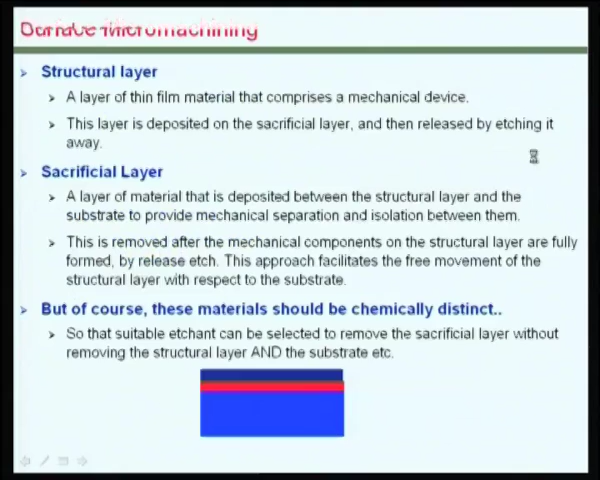 Surface Micromachining
Structural layer
A layer of thin film material that comprises a mechanical device.
This layer is deposited on the sacrificial layer, and then released by etching it
away.
Sacrificial Layer
A layer of material that is deposited between the structural layer and the
substrate to provide mechanical separation and isolation between them.
This is removed after the mechanical components on the structural layer are fully
formed, by release etch. This approach facilitates the free movement of the
structural layer with respect to the substrate.
But of course, these materials should be chemically distinct..
So that suitable etchant can be selected to remove the sacrificial layer without
removing the structural layer AND the substrate etc.